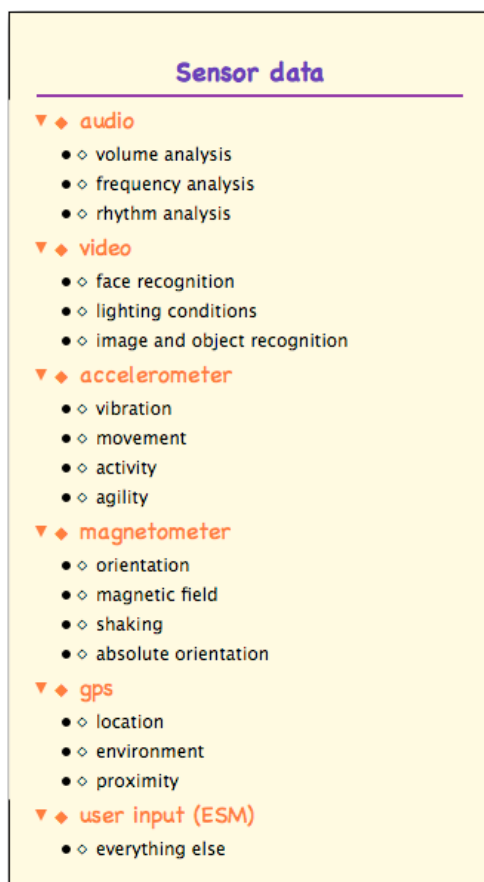 Sensor data
audio
volume analysis
frequency analysis
rhythm analysis
video
face recognition
lighting conditions
image and object recognition
accelerometer
vibration
movement
activity
agility
magnetometer
orientation
magnetic field
shaking
absolute orientation
gps
location
environment
proximity
user input (ESM)
everything else